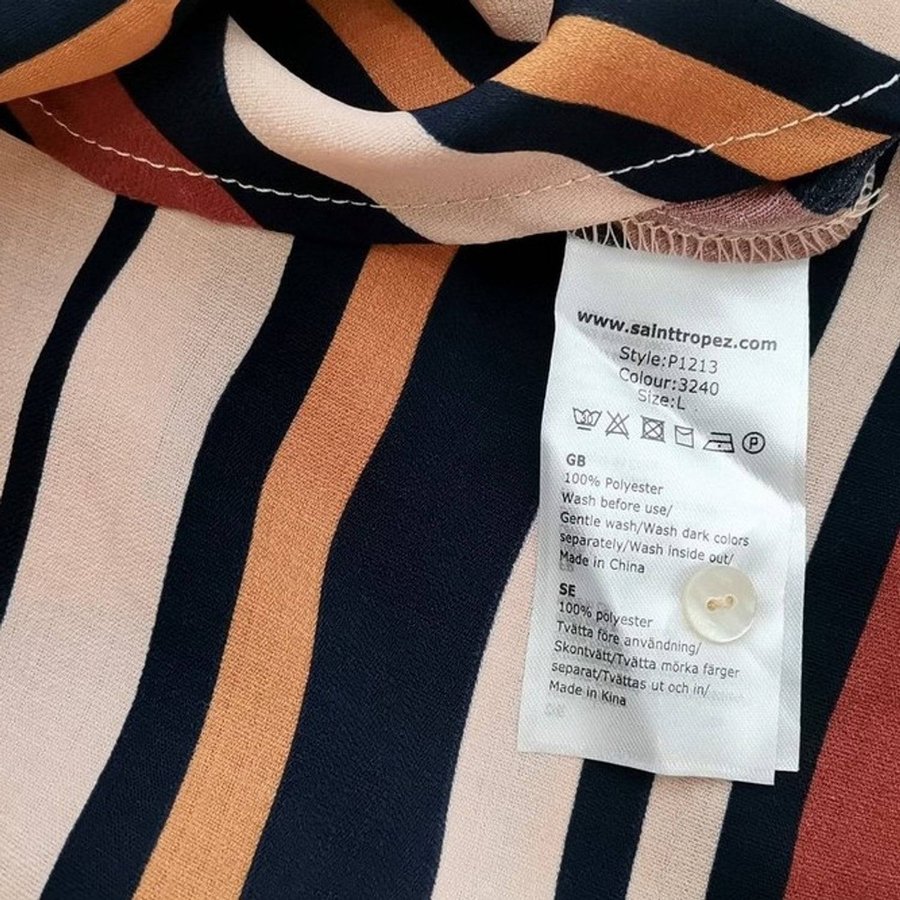 www.sainttropez.com
Style:P1213
Colour:3240
Size:L
30
P
GB
100% Polyester
Wash before use/
Gentle wash/Wash dark colors
separately/Wash inside out/
Made in China
SE
100% polyester
Tvätta före användning/
Skontvätt/Tvätta mörka färger
separat/Tvättas ut och in/
Made in Kina